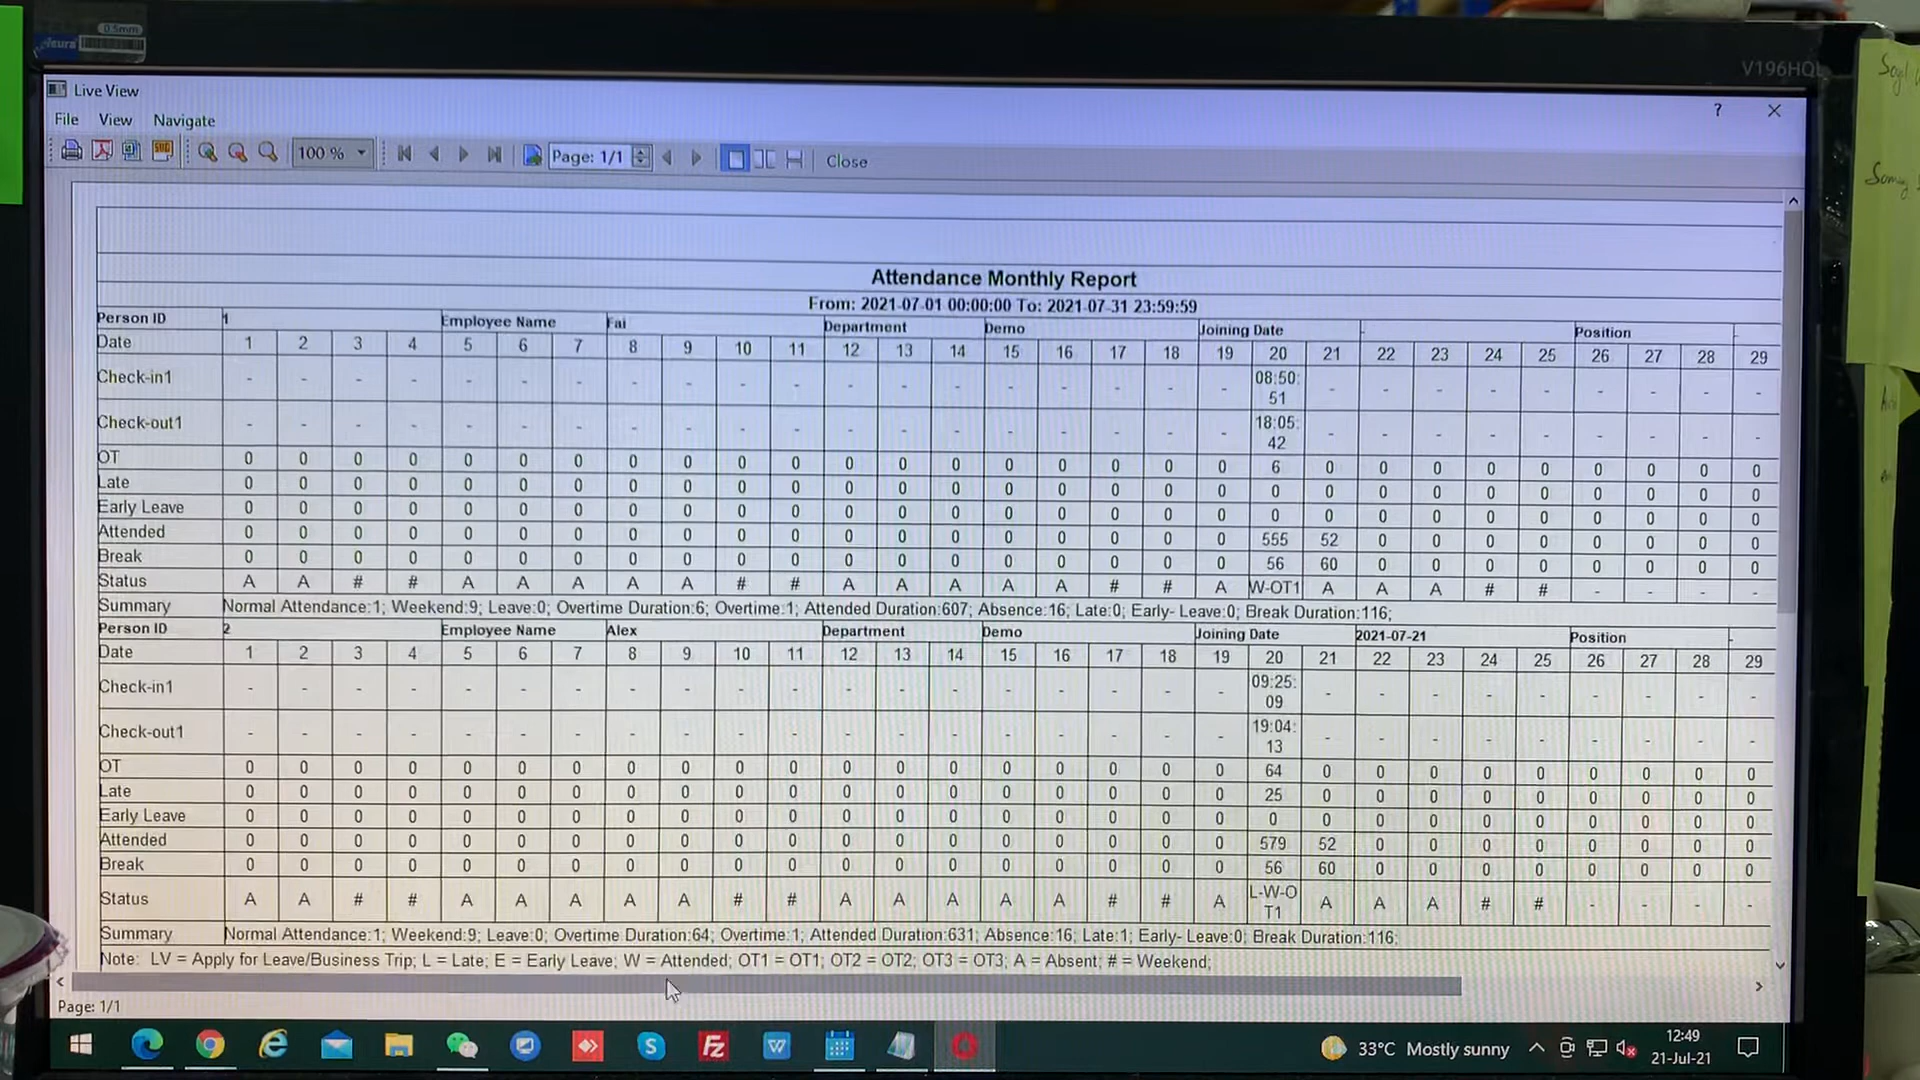 0.5mm
V196HQL
Live View
File View Navigate
100 % Page: 1/1 Close
Attendance Monthly Report
From: 2021-07-01 00:00:00 To: 2021-07-31 23:59:59
Person ID 1 Employee Name Fai Department Demo Joining Date - Position -
Date 1 2 3 4 5 6 7 8 9 10 11 12 13 14 15 16 17 18 19 20 21 22 23 24 25 26 27 28 29
Check-in1 - - - - - - - - - - - - - - - - - - - 08:50:51 - - - - - - - - -
Check-out1 - - - - - - - - - - - - - - - - - - - 18:05:42 - - - - - - - - -
OT 0 0 0 0 0 0 0 0 0 0 0 0 0 0 0 0 0 0 0 6 0 0 0 0 0 0 0 0 0
Late 0 0 0 0 0 0 0 0 0 0 0 0 0 0 0 0 0 0 0 0 0 0 0 0 0 0 0 0 0
Early Leave 0 0 0 0 0 0 0 0 0 0 0 0 0 0 0 0 0 0 0 0 0 0 0 0 0 0 0 0 0
Attended 0 0 0 0 0 0 0 0 0 0 0 0 0 0 0 0 0 0 0 555 52 0 0 0 0 0 0 0 0
Break 0 0 0 0 0 0 0 0 0 0 0 0 0 0 0 0 0 0 0 56 60 0 0 0 0 0 0 0 0
Status A A # # A A A A A # # A A A A A # # A W-OT1 A A A # # - - - -
Summary Normal Attendance:1; Weekend:9; Leave:0; Overtime Duration:6; Overtime:1; Attended Duration:607; Absence:16; Late:0; Early- Leave:0; Break Duration:116;
Person ID 2 Employee Name Alex Department Demo Joining Date 2021-07-21 Position -
Date 1 2 3 4 5 6 7 8 9 10 11 12 13 14 15 16 17 18 19 20 21 22 23 24 25 26 27 28 29
Check-in1 - - - - - - - - - - - - - - - - - - - 09:25:09 - - - - - - - - -
Check-out1 - - - - - - - - - - - - - - - - - - - 19:04:13 - - - - - - - - -
OT 0 0 0 0 0 0 0 0 0 0 0 0 0 0 0 0 0 0 0 64 0 0 0 0 0 0 0 0 0
Late 0 0 0 0 0 0 0 0 0 0 0 0 0 0 0 0 0 0 0 25 0 0 0 0 0 0 0 0 0
Early Leave 0 0 0 0 0 0 0 0 0 0 0 0 0 0 0 0 0 0 0 0 0 0 0 0 0 0 0 0 0
Attended 0 0 0 0 0 0 0 0 0 0 0 0 0 0 0 0 0 0 0 579 52 0 0 0 0 0 0 0 0
Break 0 0 0 0 0 0 0 0 0 0 0 0 0 0 0 0 0 0 0 56 60 0 0 0 0 0 0 0 0
Status A A # # A A A A A # # A A A A A # # A L-W-OT1 A A A # # - - - -
Summary Normal Attendance:1; Weekend:9; Leave:0; Overtime Duration:64; Overtime:1; Attended Duration:631; Absence:16; Late:1; Early- Leave:0; Break Duration:116;
Note: LV = Apply for Leave/Business Trip; L = Late; E = Early Leave; W = Attended; OT1 = OT1; OT2 = OT2; OT3 = OT3; A = Absent; # = Weekend;
Page: 1/1
33°C Mostly sunny 12:49
21-Jul-21